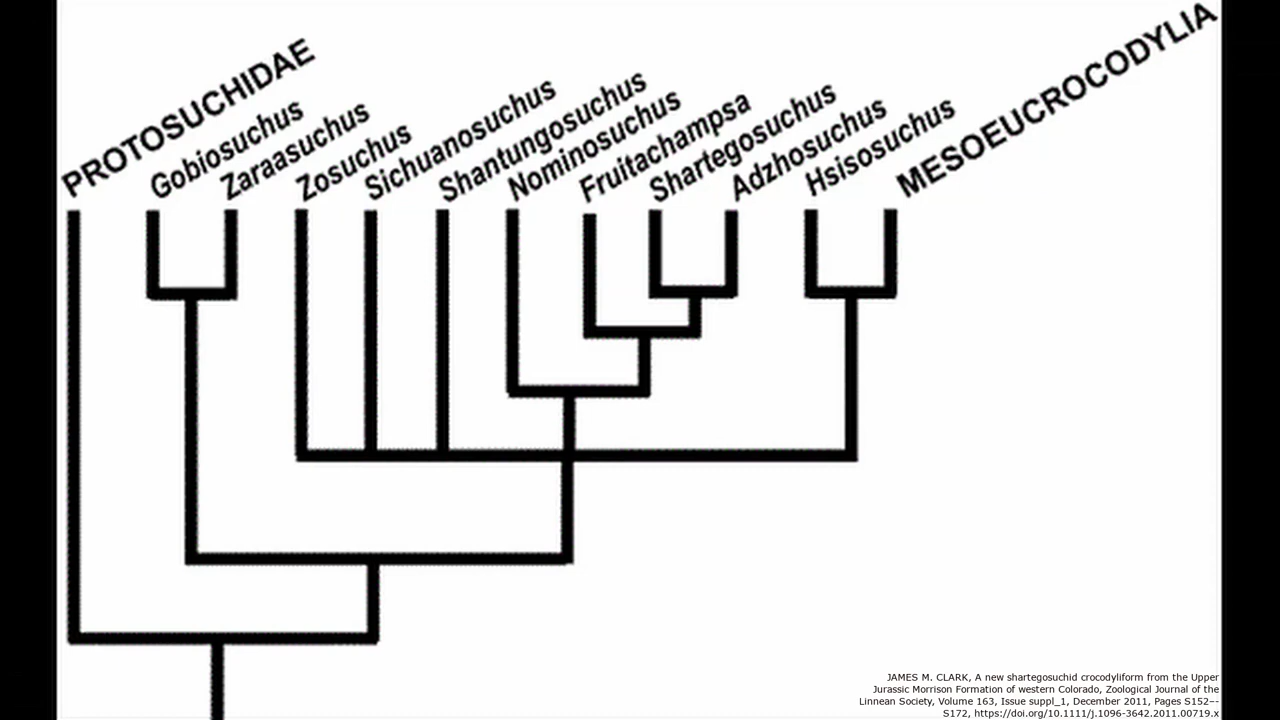 PROTOSUCHIDAE
Gobiosuchus
Zaraasuchus
Zosuchus
Sichuanosuchus
Shantungosuchus
Nominosuchus
Fruitachampsa
Shartegosuchus
Adzhosuchus
Hsisosuchus
MESOEUCROCODYLIA
JAMES M. CLARK, A new shartegosuchid crocodyliform from the Upper
Jurassic Morrison Formation of western Colorado, Zoological Journal of the
Linnean Society, Volume 163, Issue suppl_1, December 2011, Pages S152–-
S172, https://doi.org/10.1111/j.1096-3642.2011.00719.x